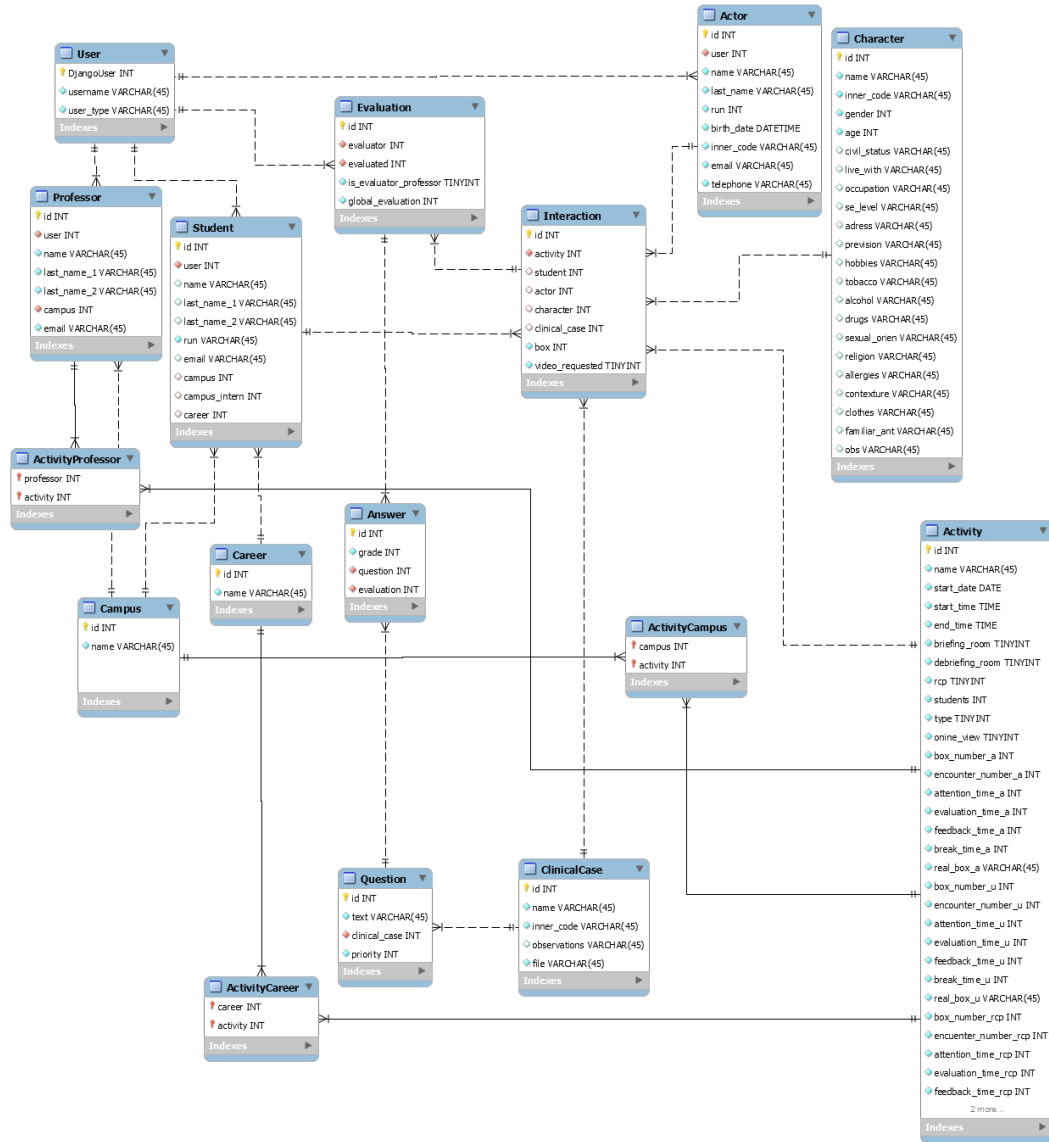 User
DjangoUser INT
username VARCHAR(45)
user_type VARCHAR(45)
Indexes
Evaluation
id INT
evaluator INT
evaluated INT
is_evaluator_professor TINYINT
global_evaluation INT
Indexes
Actor
id INT
user INT
name VARCHAR(45)
last_name VARCHAR(45)
run INT
birth_date DATETIME
inner_code VARCHAR(45)
email VARCHAR(45)
telephone VARCHAR(45)
Indexes
Character
id INT
name VARCHAR(45)
inner_code VARCHAR(45)
gender INT
age INT
civil_status VARCHAR(45)
live_with VARCHAR(45)
occupation VARCHAR(45)
se_level VARCHAR(45)
adress VARCHAR(45)
prevision VARCHAR(45)
hobbies VARCHAR(45)
tobacco VARCHAR(45)
alcohol VARCHAR(45)
drugs VARCHAR(45)
sexual_orien VARCHAR(45)
religion VARCHAR(45)
allergies VARCHAR(45)
contexture VARCHAR(45)
clothes VARCHAR(45)
familiar_ant VARCHAR(45)
obs VARCHAR(45)
Indexes
Professor
id INT
user INT
name VARCHAR(45)
last_name_1 VARCHAR(45)
last_name_2 VARCHAR(45)
campus INT
email VARCHAR(45)
Indexes
Student
id INT
user INT
name VARCHAR(45)
last_name_1 VARCHAR(45)
last_name_2 VARCHAR(45)
run VARCHAR(45)
email VARCHAR(45)
campus INT
campus_intern INT
career INT
Indexes
Interaction
id INT
activity INT
student INT
actor INT
character INT
clinical_case INT
box INT
video_requested TINYINT
Indexes
ActivityProfessor
professor INT
activity INT
Indexes
Career
id INT
name VARCHAR(45)
Indexes
Answer
id INT
grade INT
question INT
evaluation INT
Indexes
Campus
id INT
name VARCHAR(45)
Indexes
ActivityCampus
campus INT
activity INT
Indexes
Activity
id INT
name VARCHAR(45)
start_date DATE
start_time TIME
end_time TIME
briefing_room TINYINT
debriefing_room TINYINT
rcp TINYINT
students INT
type TINYINT
onine_view TINYINT
box_number_a INT
encounter_number_a INT
attention_time_a INT
evaluation_time_a INT
feedback_time_a INT
break_time_a INT
real_box_a VARCHAR(45)
box_number_u INT
encounter_number_u INT
attention_time_u INT
evaluation_time_u INT
feedback_time_u INT
break_time_u INT
real_box_u VARCHAR(45)
box_number_rcp INT
encuenter_number_rcp INT
attention_time_rcp INT
evaluation_time_rcp INT
feedback_time_rcp INT
2 more...
Indexes
Question
id INT
text VARCHAR(45)
clinical_case INT
priority INT
Indexes
ClinicalCase
id INT
name VARCHAR(45)
inner_code VARCHAR(45)
observations VARCHAR(45)
file VARCHAR(45)
Indexes
ActivityCareer
career INT
activity INT
Indexes